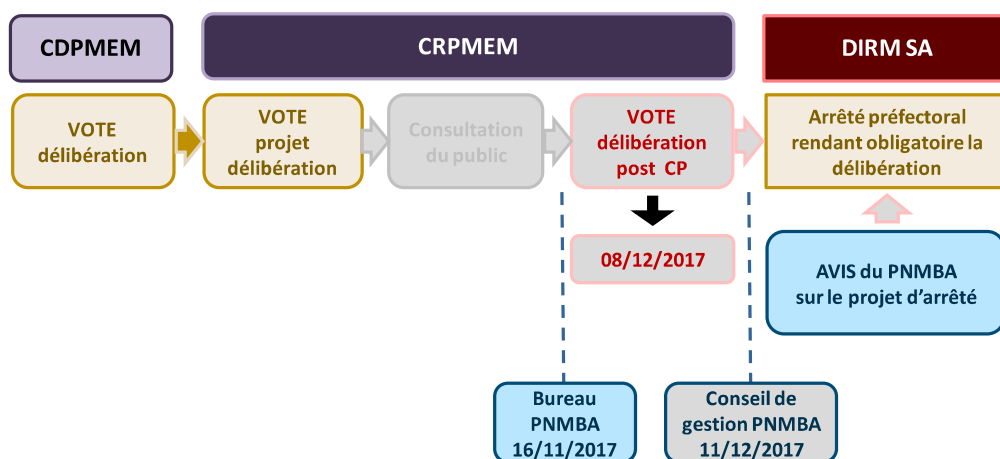 CDPMEM
CRPMEM
DIRM SA
VOTE
délibération
VOTE
projet
délibération
Consultation
du public
VOTE
délibération
post CP
Arrêté préfectoral
rendant obligatoire la
délibération
08/12/2017
AVIS du PNMBA
sur le projet d’arrêté
Bureau
PNMBA
16/11/2017
Conseil de
gestion PNMBA
11/12/2017